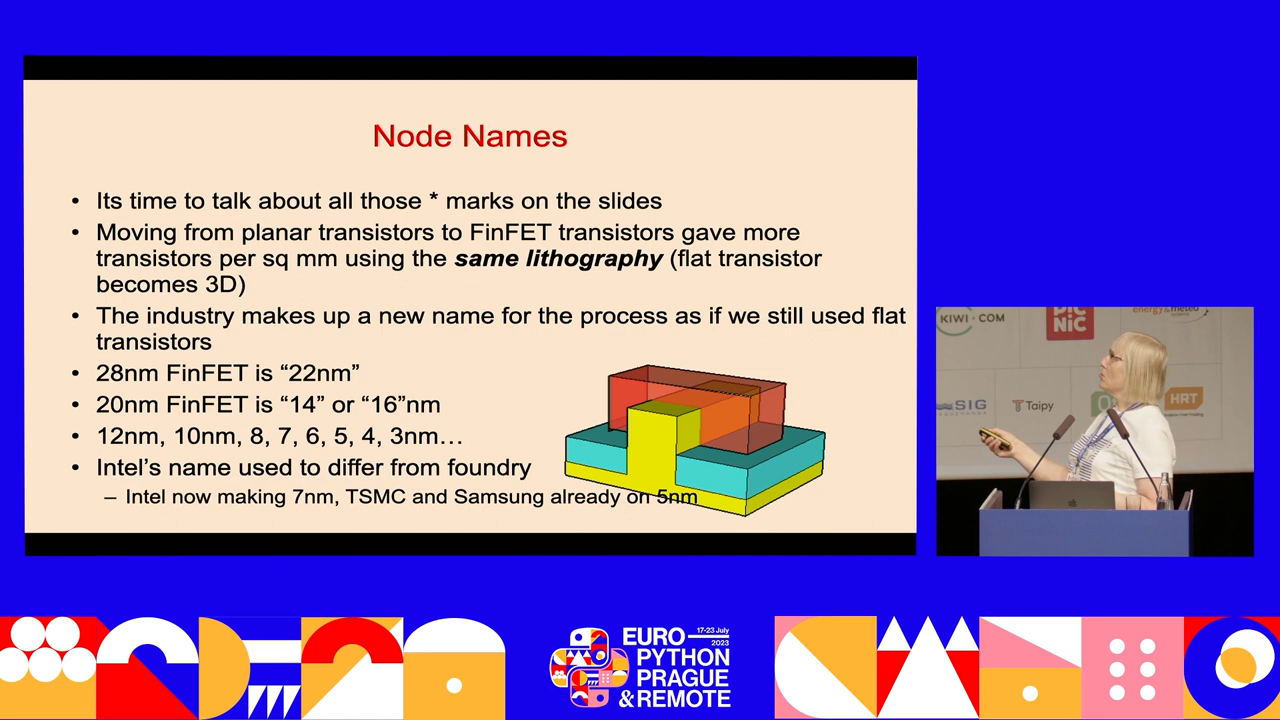 Node Names
• Its time to talk about all those * marks on the slides
• Moving from planar transistors to FinFET transistors gave more
transistors per sq mm using the same lithography (flat transistor
becomes 3D)
• The industry makes up a new name for the process as if we still used flat
transistors
• 28nm FinFET is “22nm”
• 20nm FinFET is “14” or “16”nm
• 12nm, 10nm, 8, 7, 6, 5, 4, 3nm…
• Intel’s name used to differ from foundry
– Intel now making 7nm, TSMC and Samsung already on 5nm
KIWI.COM
PIC
NIC
energy & meteo
SIG
Taipy
HRT
EURO
17-23 July
2023
PYTHON
PRAGUE
& REMOTE